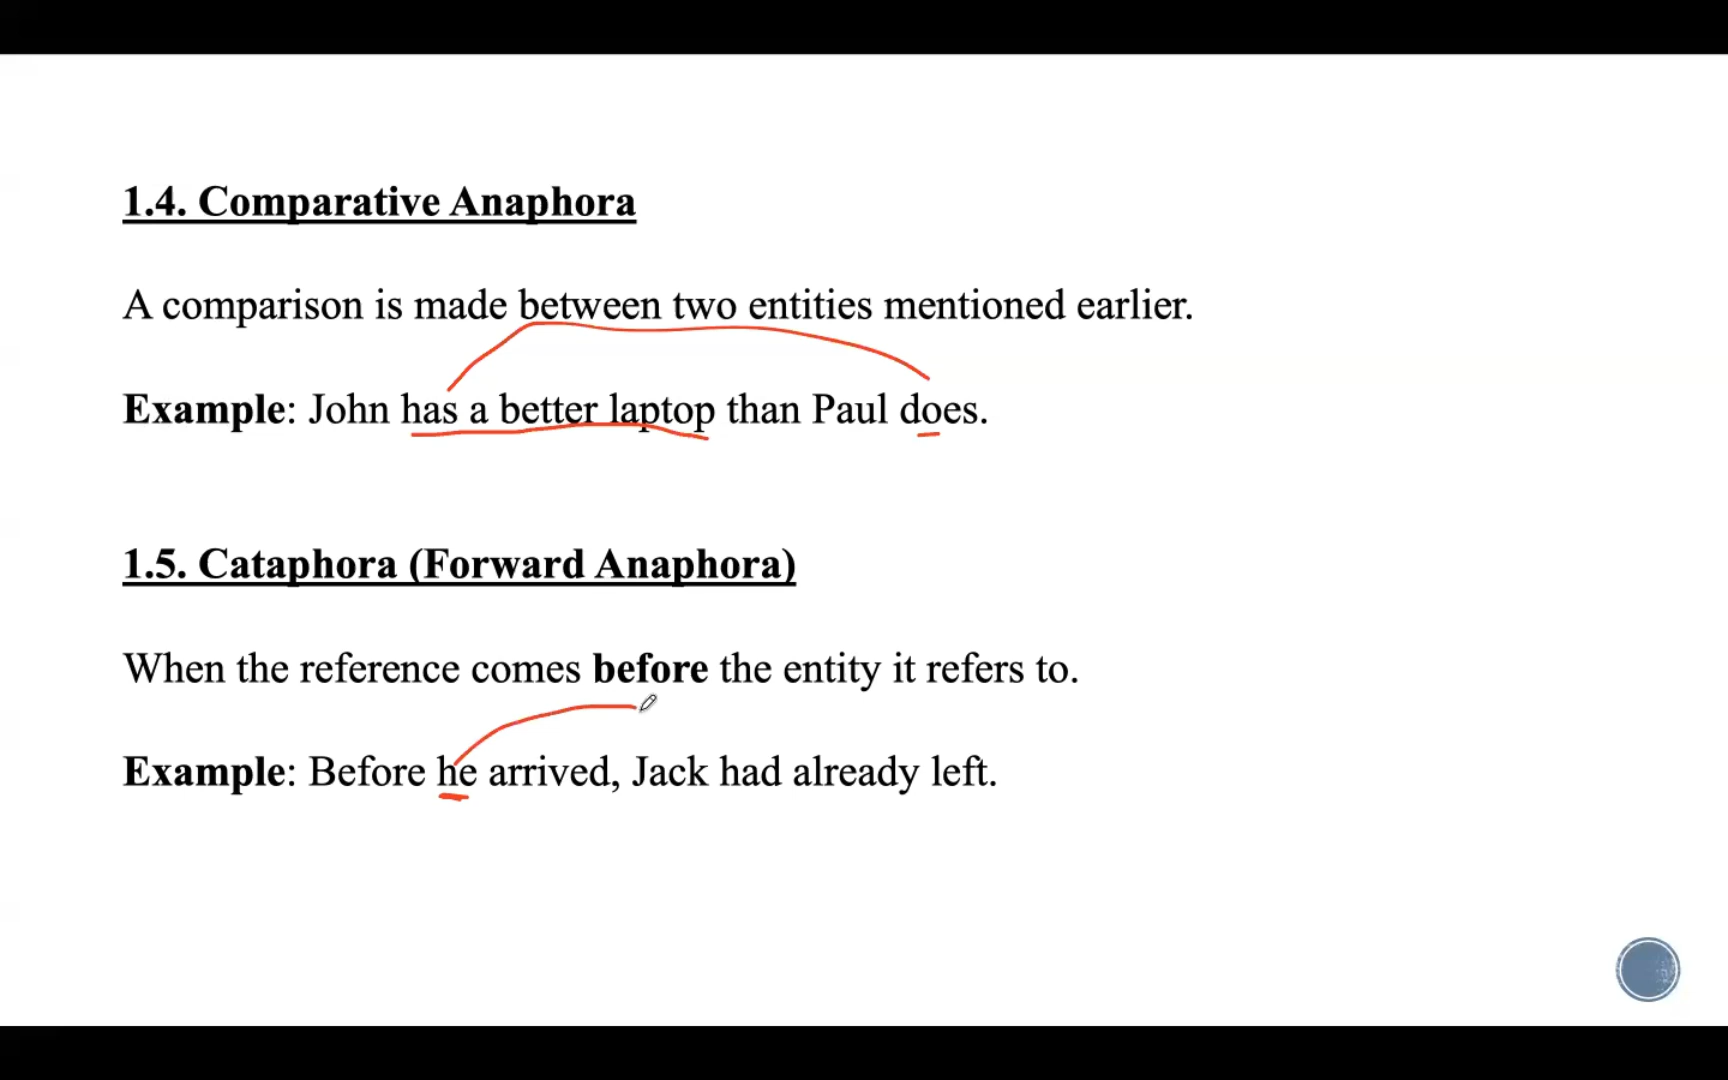 1.4. Comparative Anaphora
A comparison is made between two entities mentioned earlier.
Example: John has a better laptop than Paul does.
1.5. Cataphora (Forward Anaphora)
When the reference comes before the entity it refers to.
Example: Before he arrived, Jack had already left.